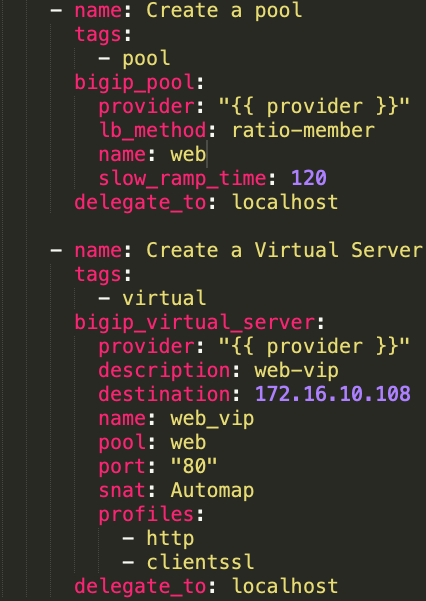 - name: Create a pool
tags:
- pool
bigip_pool:
provider: "{{ provider }}"
lb_method: ratio-member
name: web
slow_ramp_time: 120
delegate_to: localhost
- name: Create a Virtual Server
tags:
- virtual
bigip_virtual_server:
provider: "{{ provider }}"
description: web-vip
destination: 172.16.10.108
name: web_vip
pool: web
port: "80"
snat: Automap
profiles:
- http
- clientssl
delegate_to: localhost